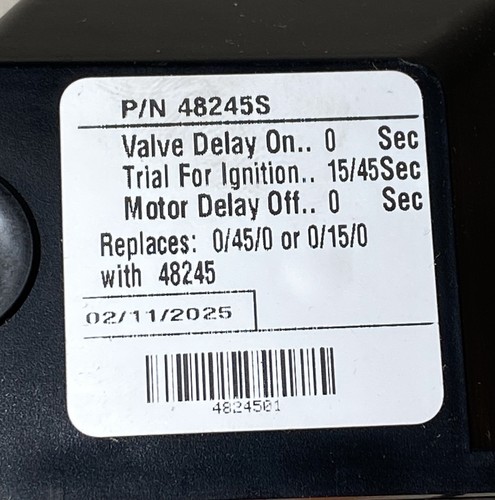 P/N 48245S
Valve Delay On.. 0 Sec
Trial For Ignition.. 15/45Sec
Motor Delay Off.. 0 Sec
Replaces: 0/45/0 or 0/15/0
with 48245
02/11/2025
4824501